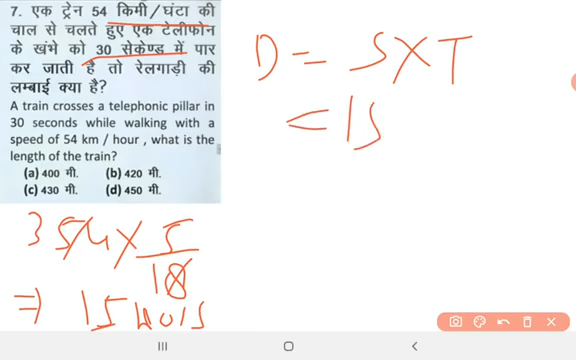 7. एक ट्रेन 54 किमी/घंटा की
चाल से चलते हुए एक टेलीफोन
के खंभे को 30 सेकेण्ड में पार
कर जाती है तो रेलगाड़ी की
लम्बाई क्या है?
A train crosses a telephonic pillar in
30 seconds while walking with a
speed of 54 km / hour , what is the
length of the train?
(a) 400 मी. (b) 420 मी.
(c) 430 मी. (d) 450 मी.
D = S X T
= 15
3 54 X 5
18
⇒ 15 m/s